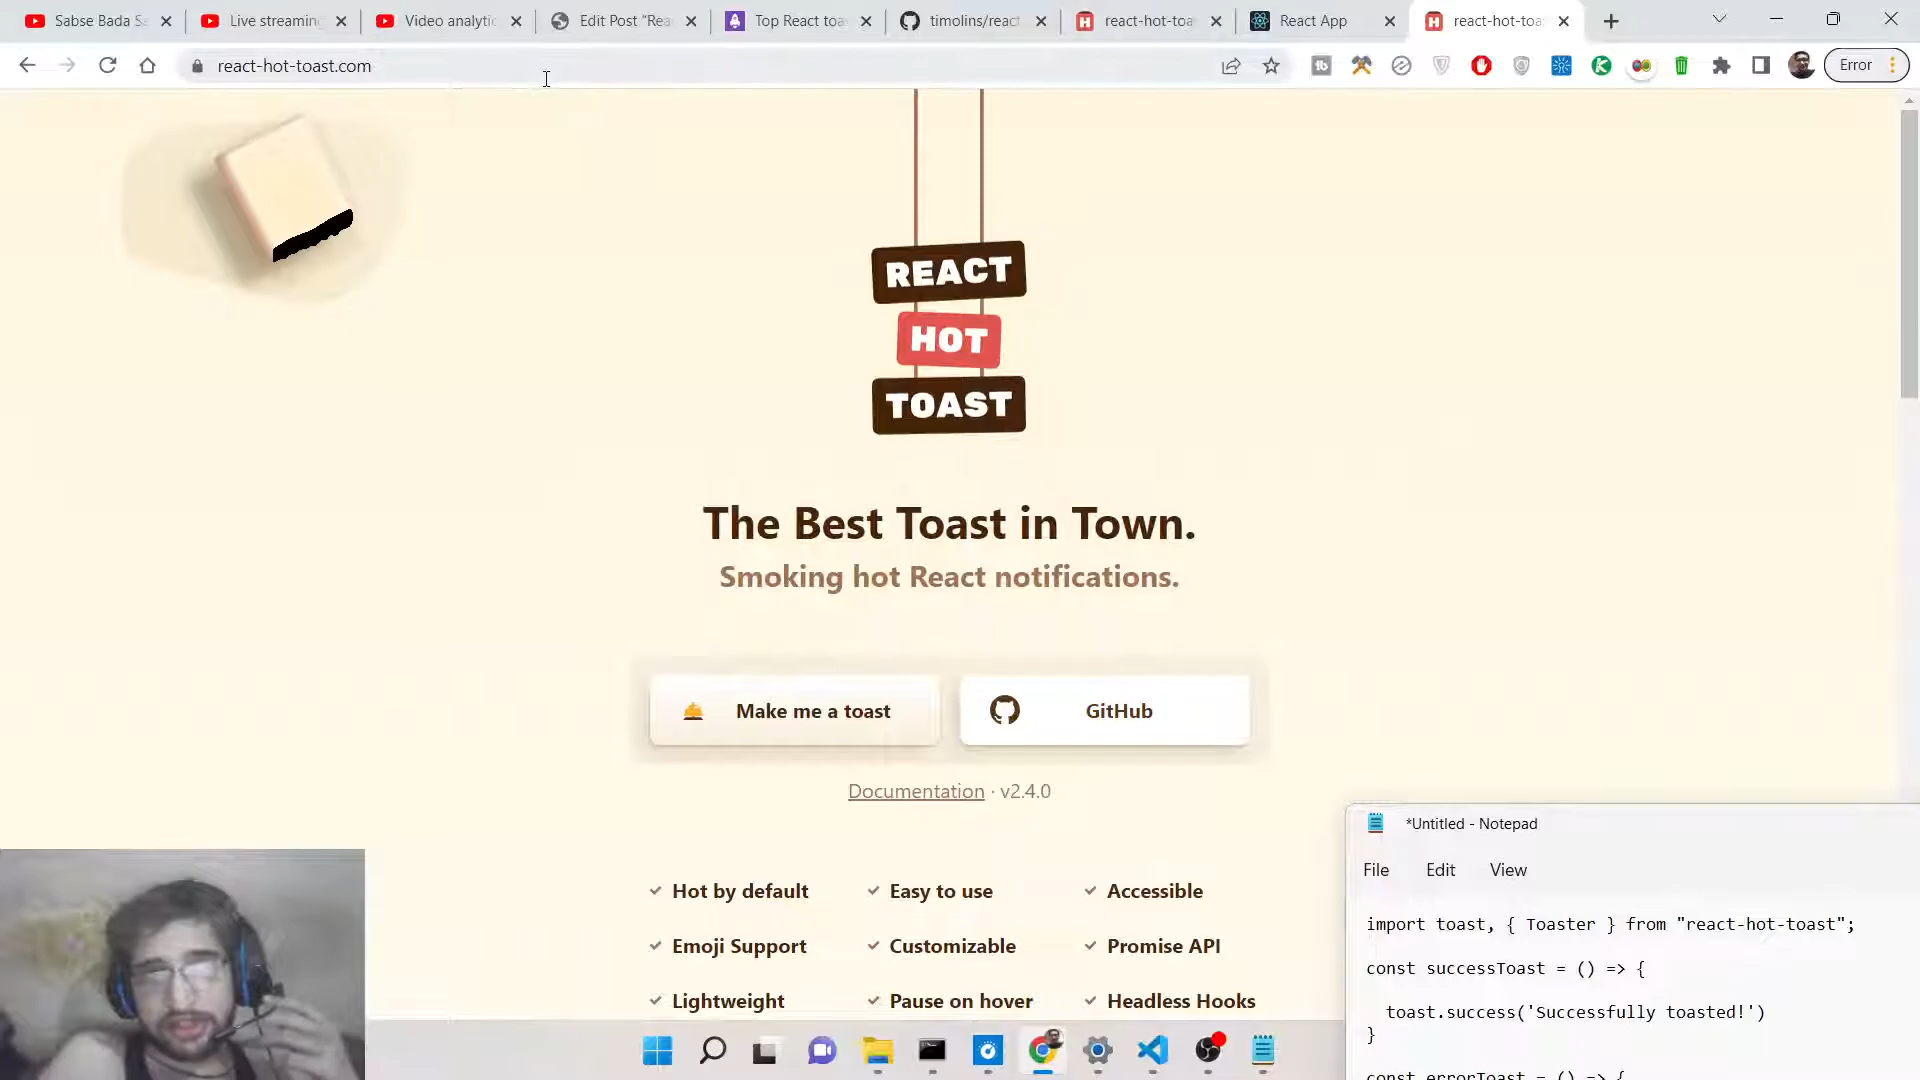 Sabse Bada Sa
Live streaming
Video analytic
Edit Post "Rea
Top React toa
timolins/react
react-hot-toa
React App
react-hot-toa
react-hot-toast.com
Error
REACT
HOT
TOAST
The Best Toast in Town.
Smoking hot React notifications.
Make me a toast
GitHub
Documentation · v2.4.0
Hot by default
Easy to use
Accessible
Emoji Support
Customizable
Promise API
Lightweight
Pause on hover
Headless Hooks
*Untitled - Notepad
File Edit View
import toast, { Toaster } from "react-hot-toast";
const successToast = () => {
toast.success('Successfully toasted!')
}
const errorToast = () => {